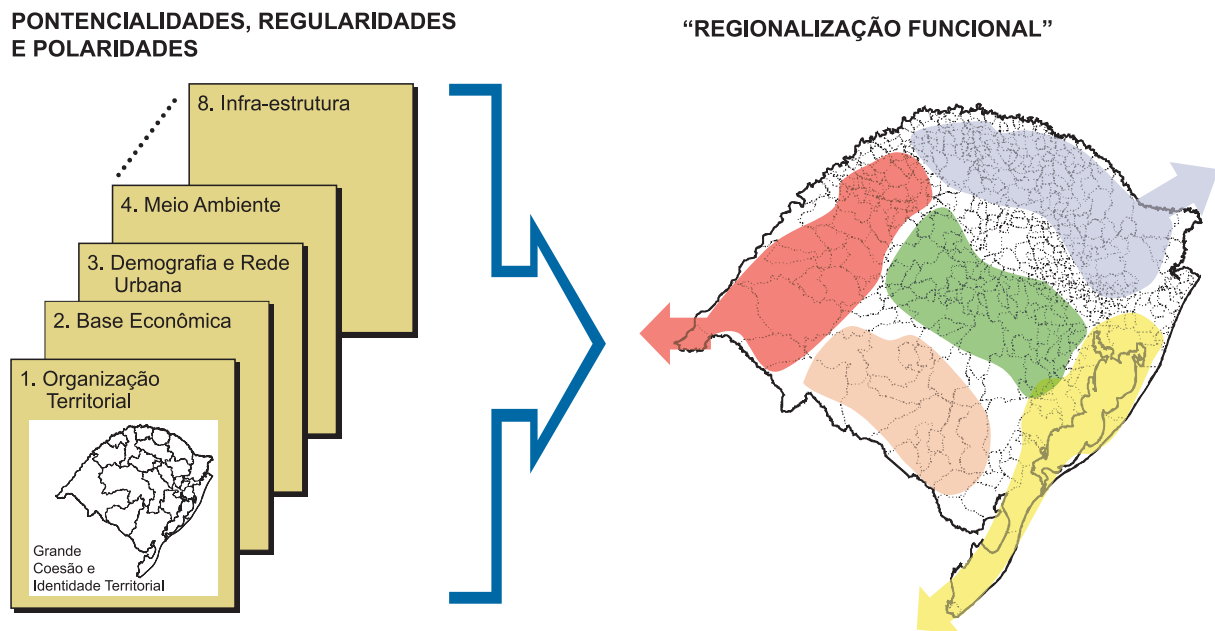 PONTENCIALIDADES, REGULARIDADES
E POLARIDADES
“REGIONALIZAÇÃO FUNCIONAL”
8. Infra-estrutura
4. Meio Ambiente
3. Demografia e Rede
Urbana
2. Base Econômica
1. Organização
Territorial
Grande
Coesão e
Identidade Territorial